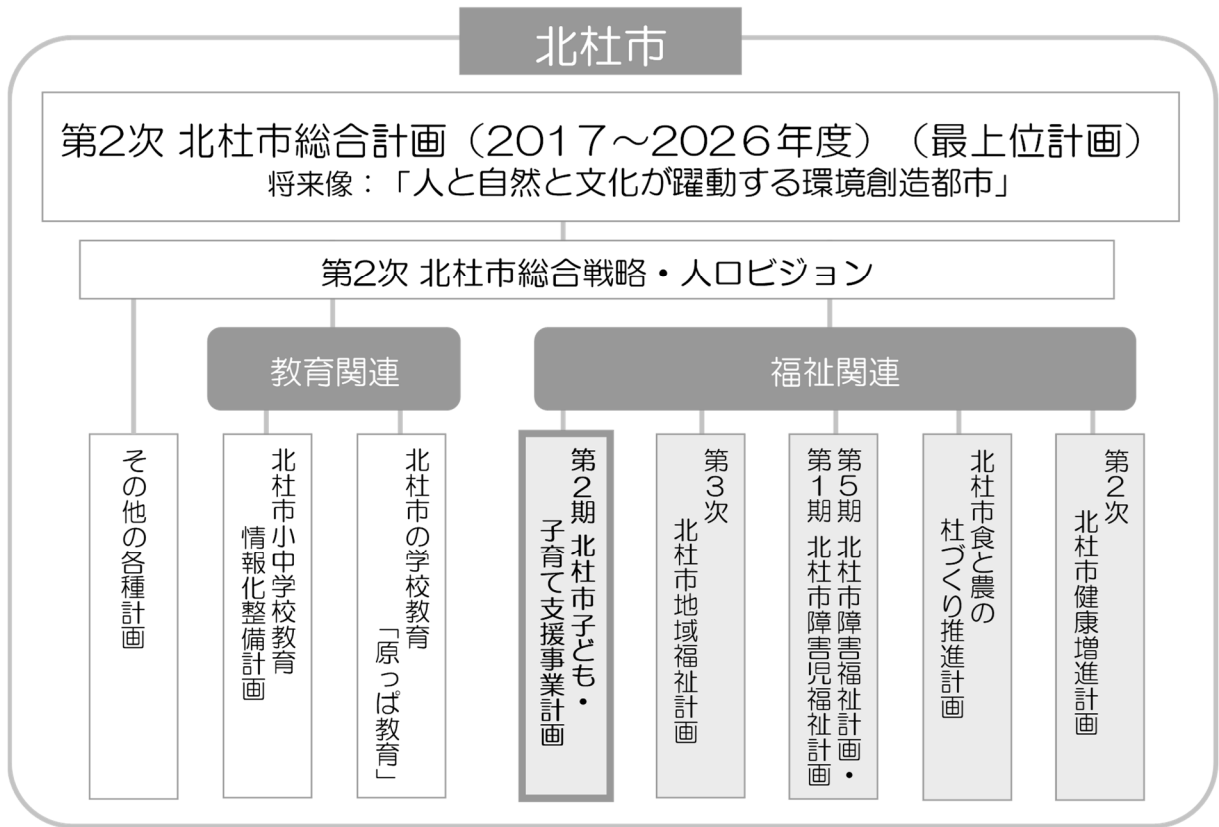 北杜市
第2次 北杜市総合計画（2017～2026年度）（最上位計画）
将来像：「人と自然と文化が躍動する環境創造都市」
第2次 北杜市総合戦略・人口ビジョン
教育関連
福祉関連
その他の各種計画
北杜市小中学校教育
情報化整備計画
北杜市の学校教育
「原っぱ教育」
第2期 北杜市子ども・
子育て支援事業計画
第3次
北杜市地域福祉計画
第5期 北杜市障害福祉計画・
第1期 北杜市障害児福祉計画
北杜市食と農の
杜づくり推進計画
第2次
北杜市健康増進計画